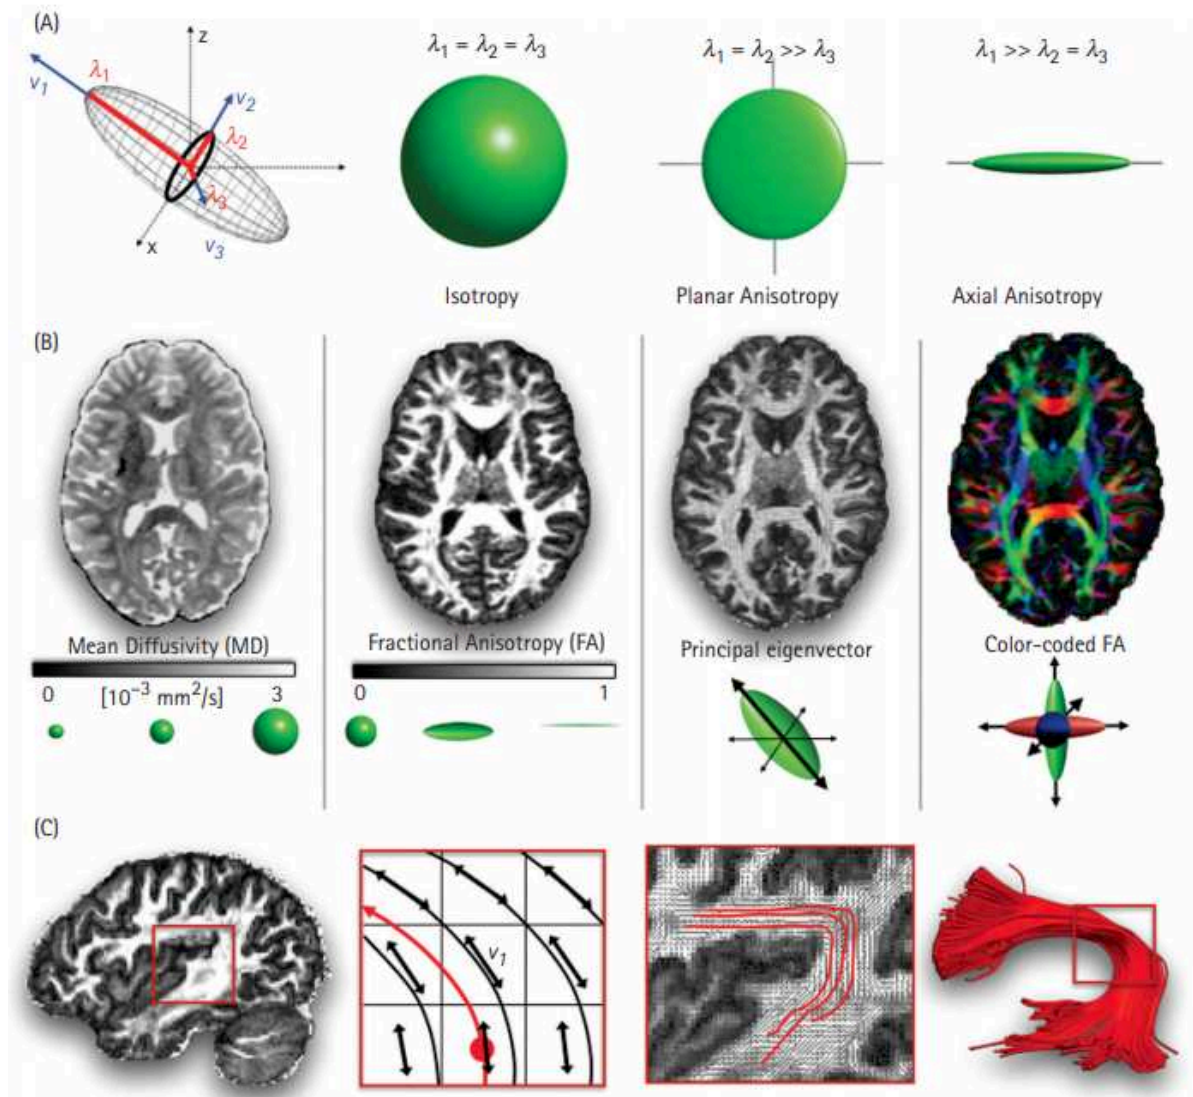 (A)
z
λ1
v1
v2
λ2
λ3
x
v3
λ1 = λ2 = λ3
λ1 = λ2 >> λ3
λ1 >> λ2 = λ3
Isotropy
Planar Anisotropy
Axial Anisotropy
(B)
Mean Diffusivity (MD)
0 [10⁻³ mm²/s] 3
Fractional Anisotropy (FA)
0 1
Principal eigenvector
Color-coded FA
(C)
v1